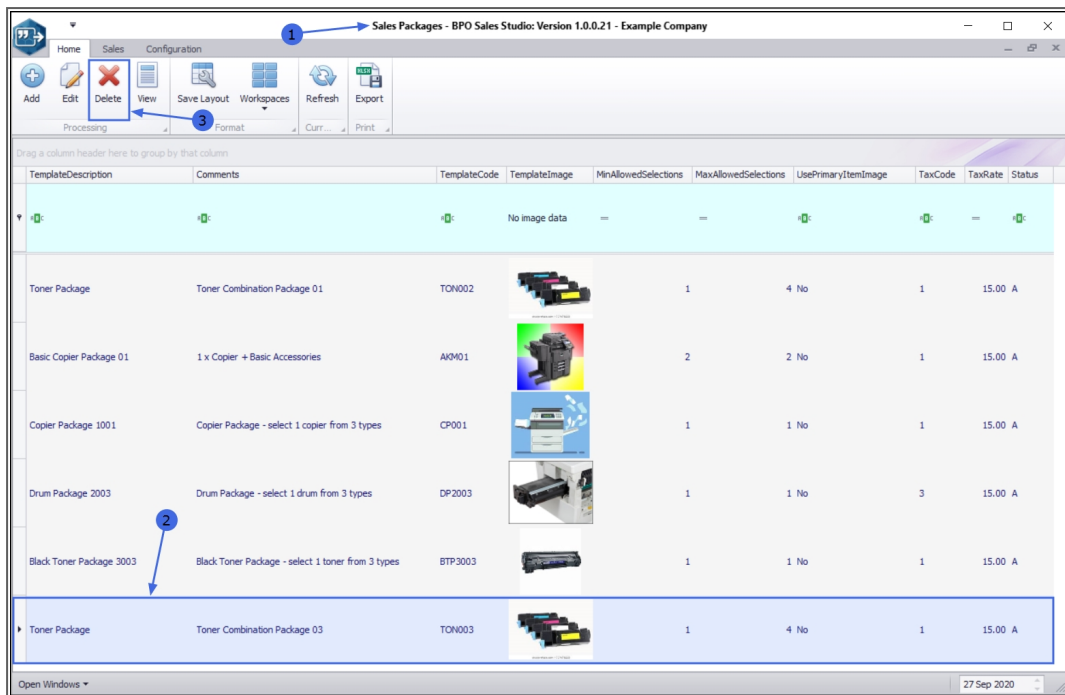 1
Sales Packages - BPO Sales Studio: Version 1.0.0.21 - Example Company
Home Sales Configuration
Add Edit Delete View Save Layout Workspaces Refresh Export
3
Processing Format Curr... Print
Drag a column header here to group by that column
TemplateDescription Comments TemplateCode TemplateImage MinAllowedSelections MaxAllowedSelections UsePrimaryItemImage TaxCode TaxRate Status
No image data = = =
Toner Package Toner Combination Package 01 TON002 1 4 No 1 15.00 A
Basic Copier Package 01 1 x Copier + Basic Accessories AKM01 2 2 No 1 15.00 A
Copier Package 1001 Copier Package - select 1 copier from 3 types CP001 1 1 No 1 15.00 A
Drum Package 2003 Drum Package - select 1 drum from 3 types DP2003 1 1 No 3 15.00 A
2
Black Toner Package 3003 Black Toner Package - select 1 toner from 3 types BTP3003 1 1 No 1 15.00 A
Toner Package Toner Combination Package 03 TON003 1 4 No 1 15.00 A
Open Windows 27 Sep 2020